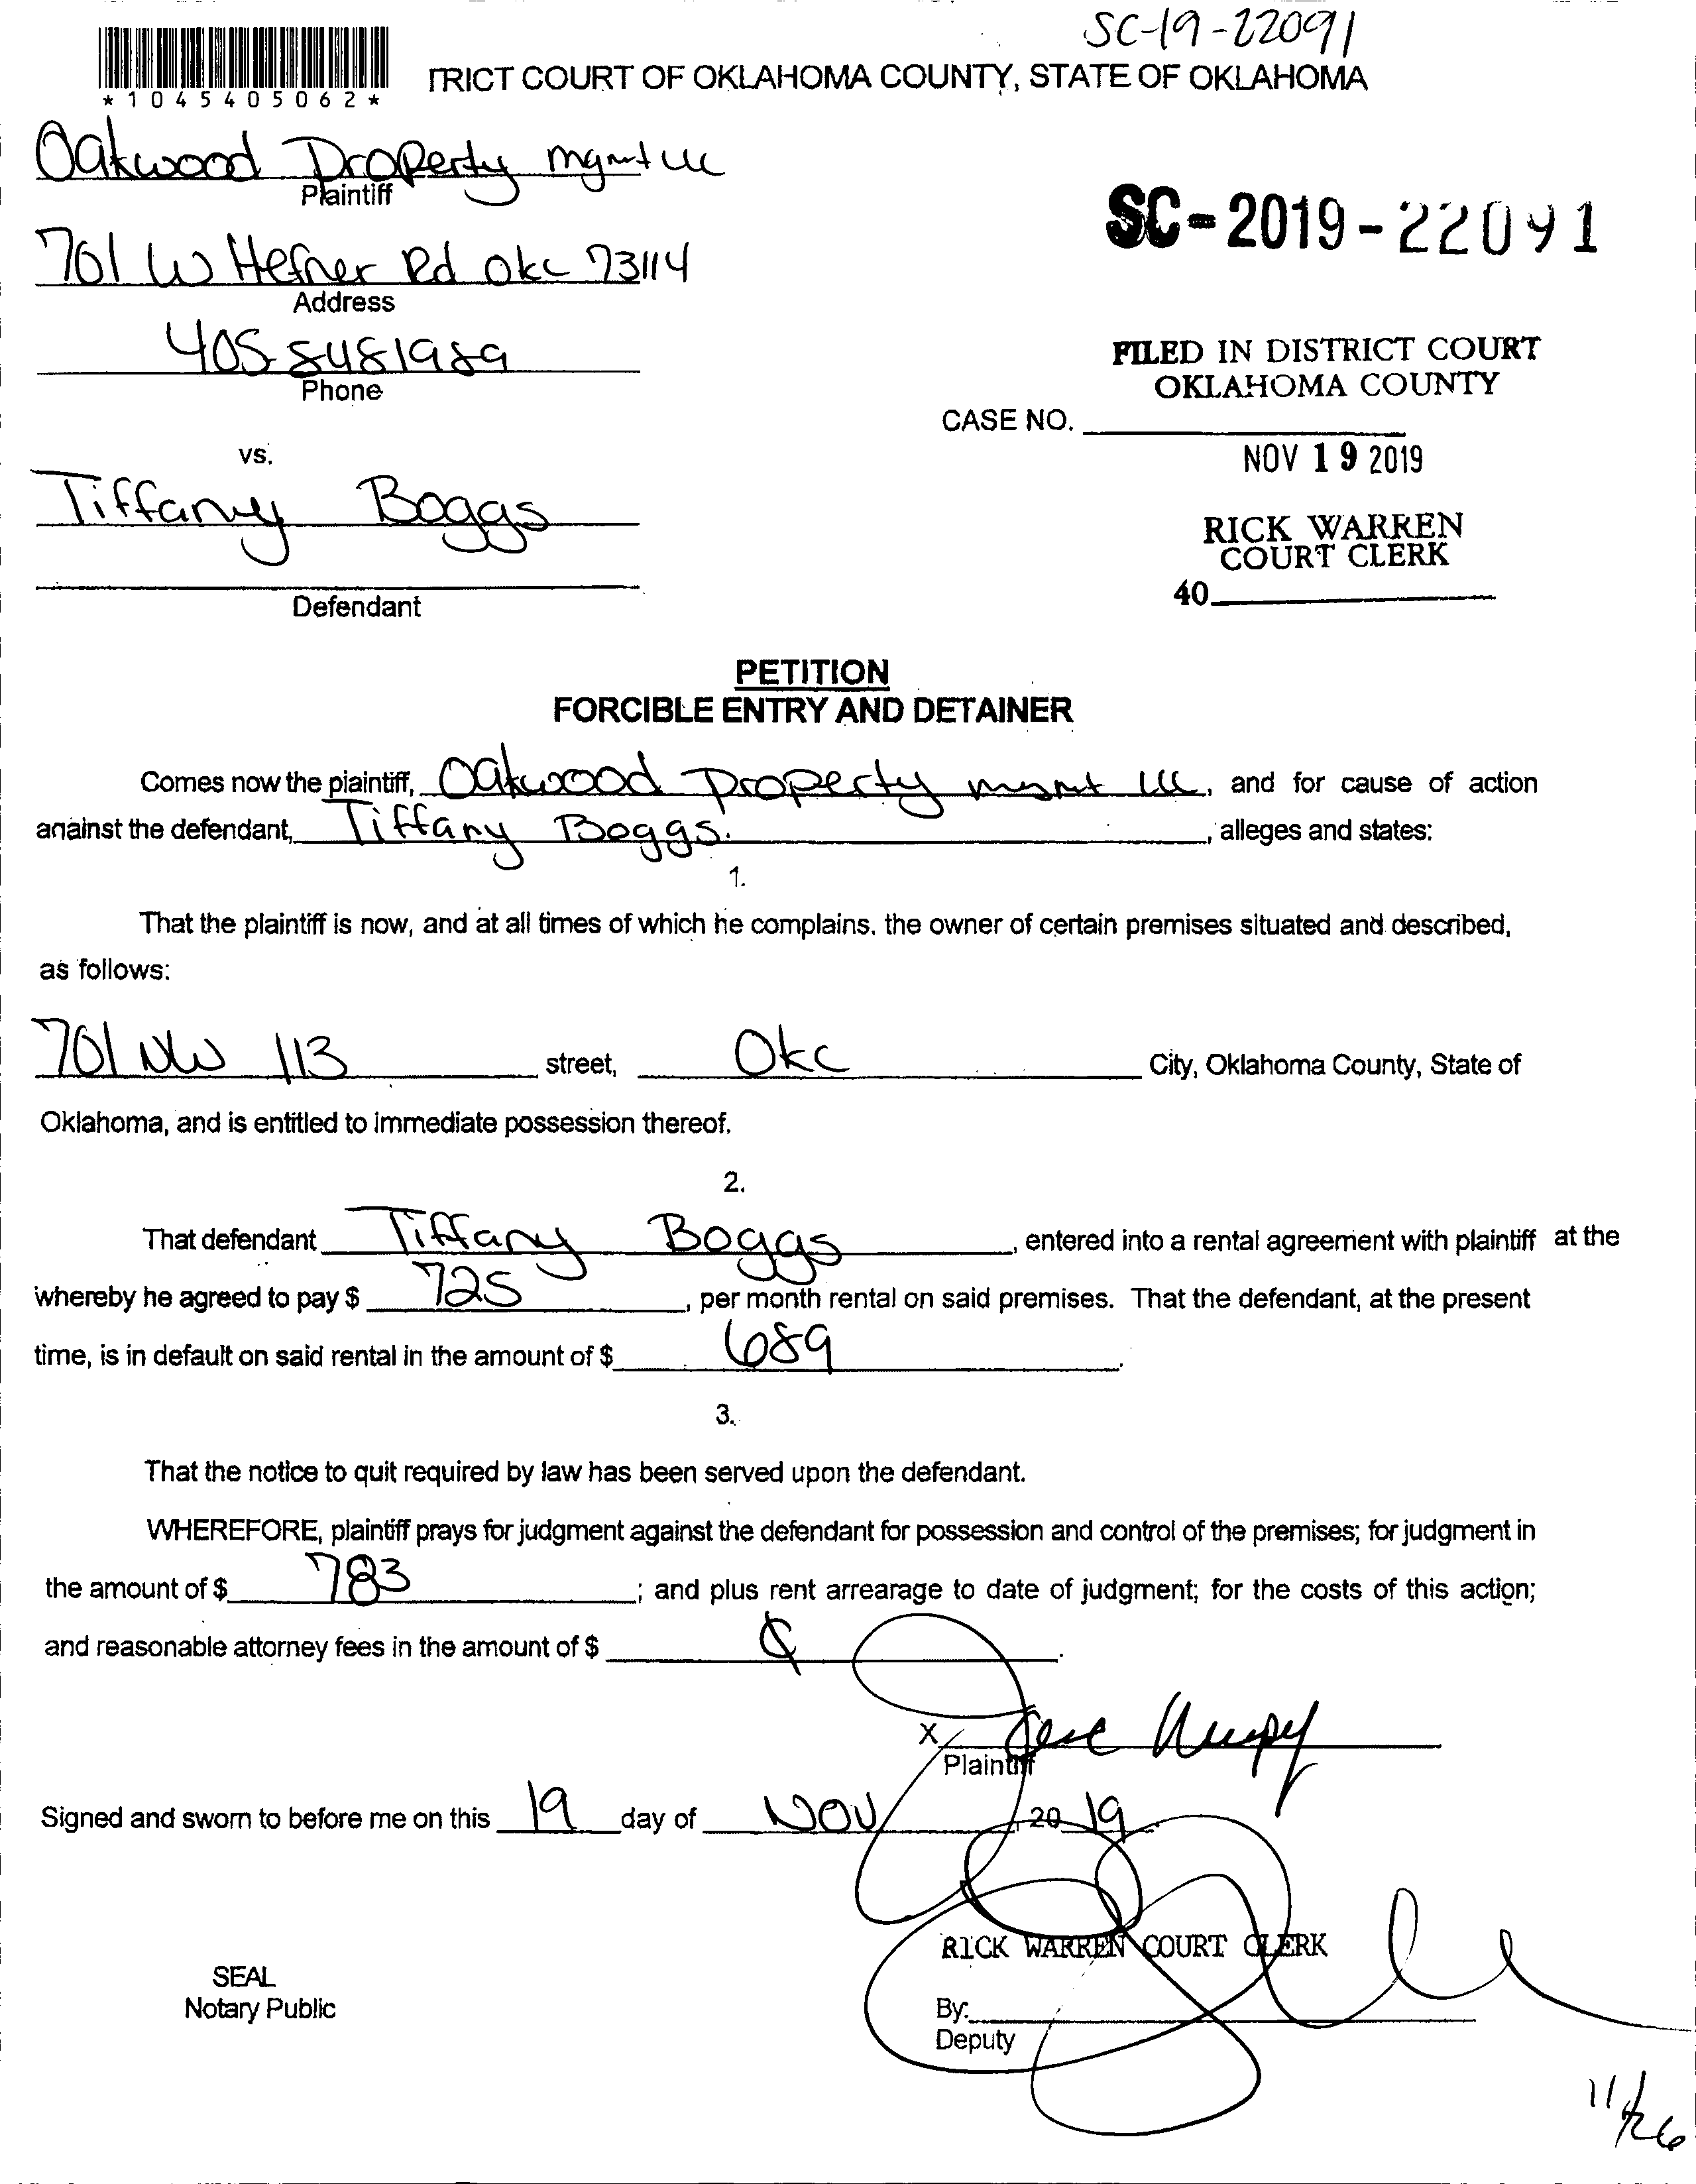 SC-19-22091
*1045405062*
TRICT COURT OF OKLAHOMA COUNTY, STATE OF OKLAHOMA
Oakwood Property mgmt llc
Plaintiff
SC-2019-22091
701 W Hefner Rd Okc 73114
Address
405 8481989
Phone
FILED IN DISTRICT COURT
OKLAHOMA COUNTY
CASE NO.
NOV 19 2019
vs.
Tiffany Boggs
RICK WARREN
COURT CLERK
40
Defendant
PETITION
FORCIBLE ENTRY AND DETAINER
Comes now the plaintiff, Oakwood Property mgmt llc, and for cause of action
against the defendant, Tiffany Boggs. , alleges and states:
1.
That the plaintiff is now, and at all times of which he complains, the owner of certain premises situated and described,
as follows:
701 NW 113 street, Okc City, Oklahoma County, State of
Oklahoma, and is entitled to immediate possession thereof.
2.
That defendant Tiffany Boggs, entered into a rental agreement with plaintiff at the
whereby he agreed to pay $ 725, per month rental on said premises. That the defendant, at the present
time, is in default on said rental in the amount of $ 689.
3.
That the notice to quit required by law has been served upon the defendant.
WHEREFORE, plaintiff prays for judgment against the defendant for possession and control of the premises; for judgment in
the amount of $ 783; and plus rent arrearage to date of judgment; for the costs of this action;
and reasonable attorney fees in the amount of $ .
X
Plaintiff
Signed and sworn to before me on this 19 day of Nov, 20 19.
RICK WARREN COURT CLERK
SEAL
Notary Public
By:
Deputy
11/26